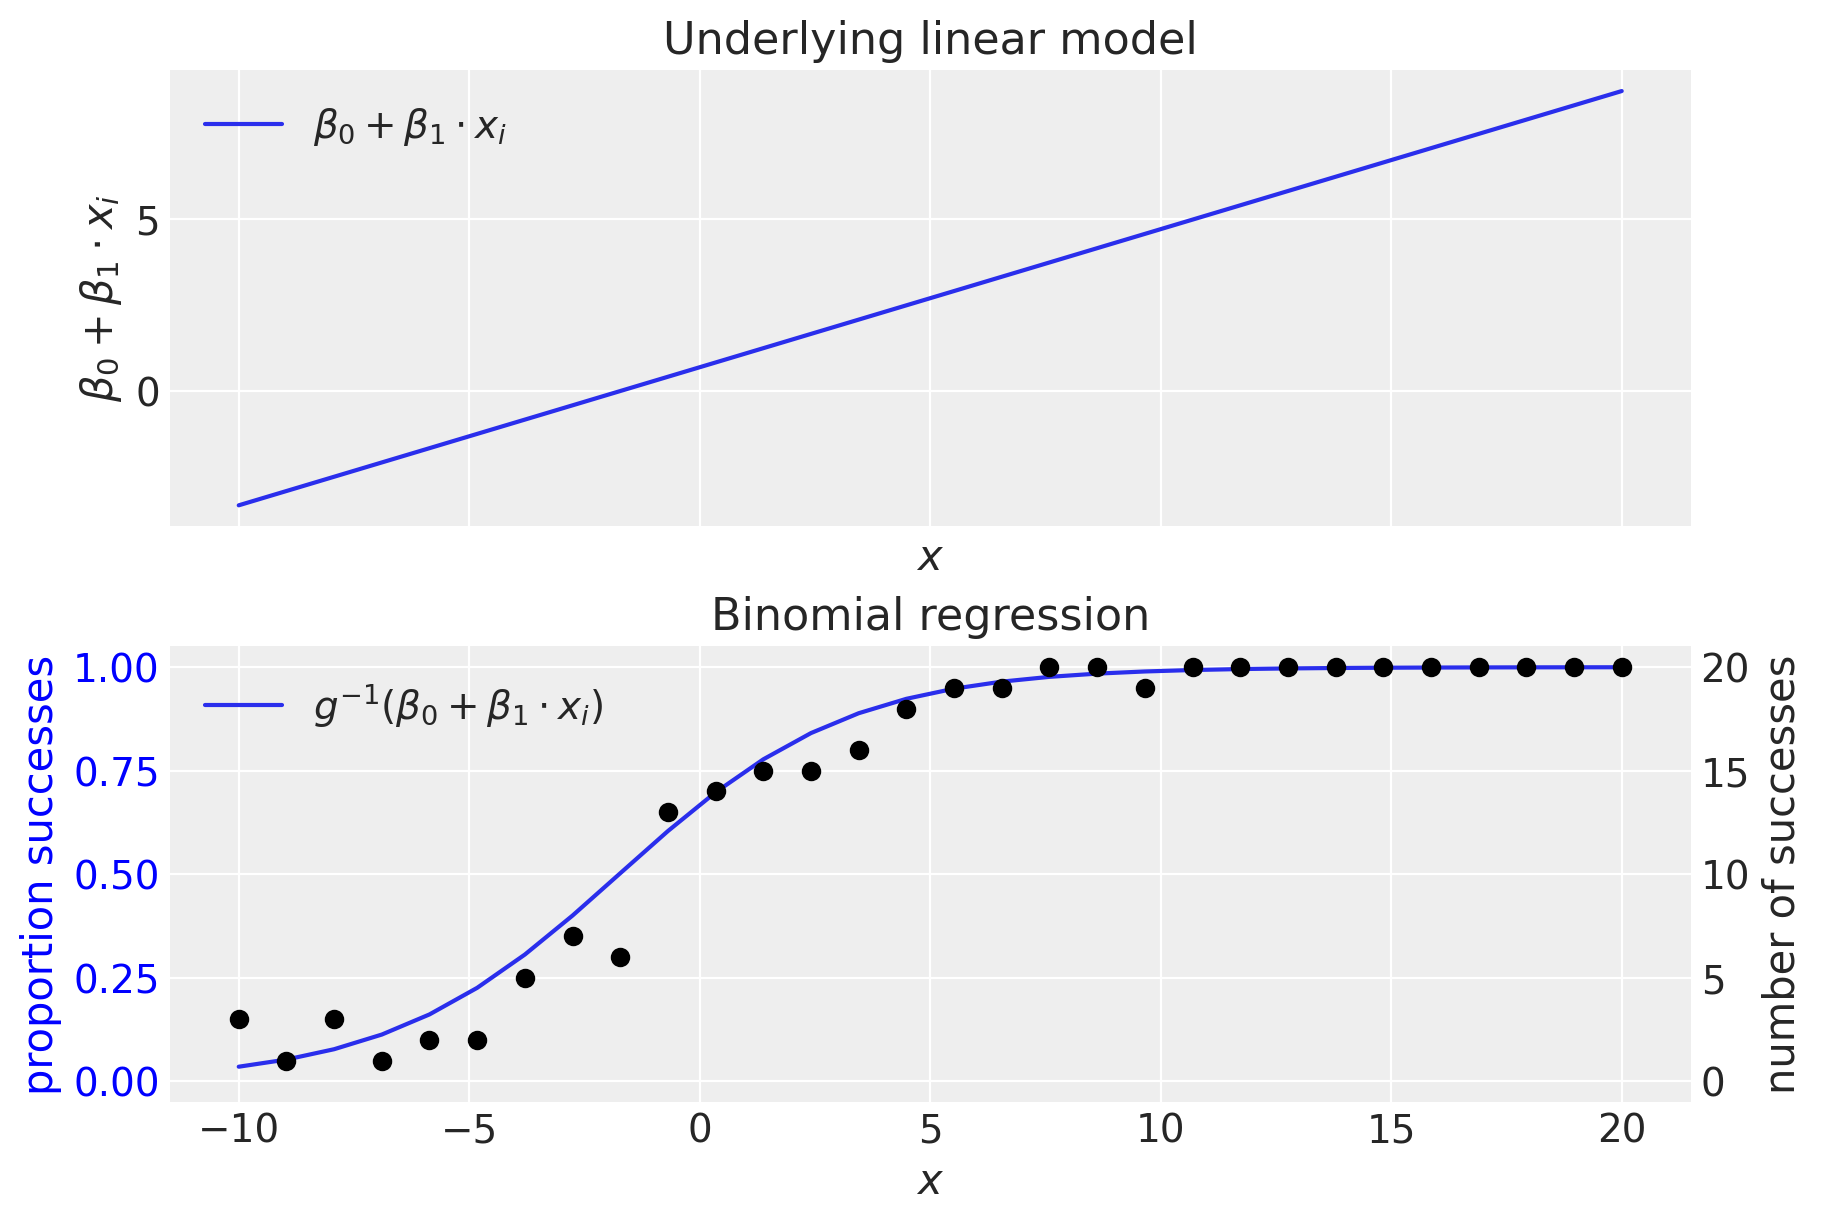 Underlying linear model
β₀ + β₁ · xᵢ
β₀ + β₁ · xᵢ
5
0
x
Binomial regression
g⁻¹(β₀ + β₁ · xᵢ)
proportion successes
1.00
0.75
0.50
0.25
0.00
20
15
10
5
0
number of successes
−10 −5 0 5 10 15 20
x